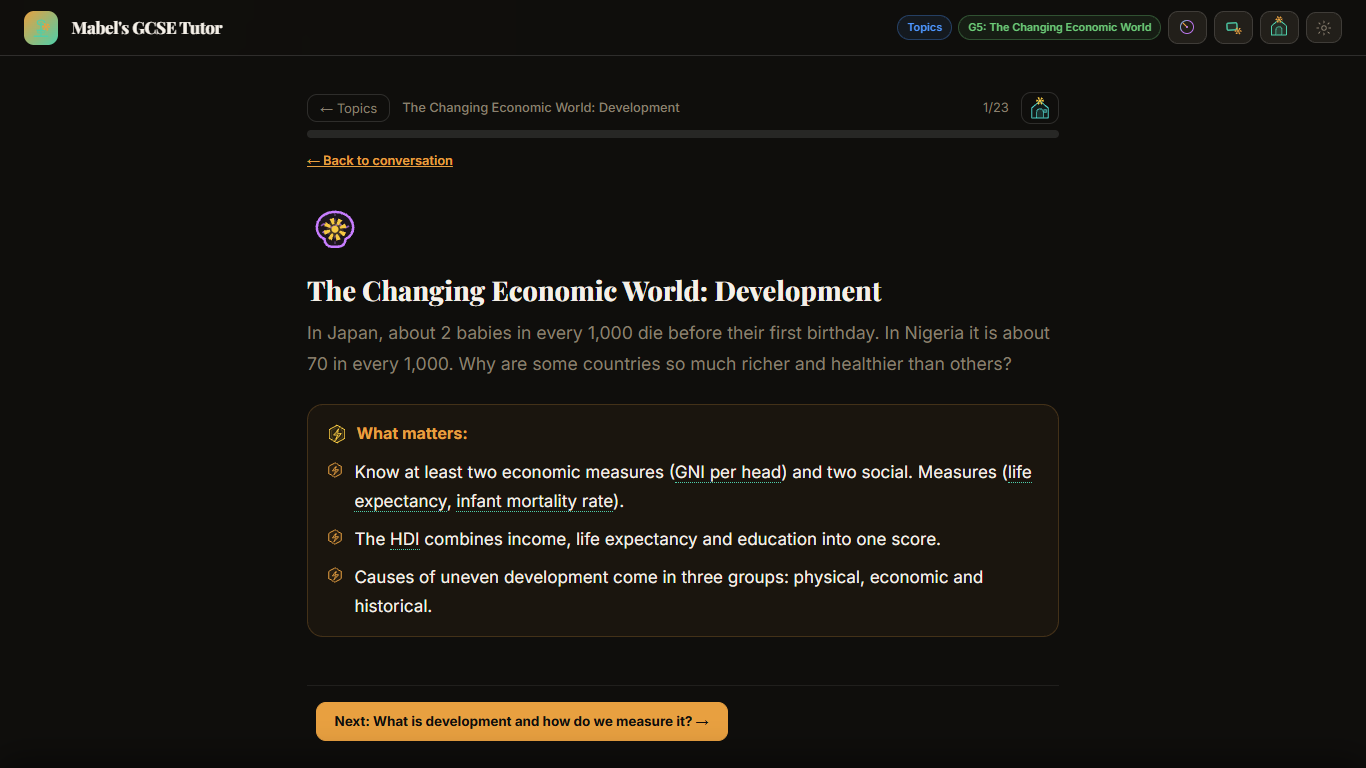 Mabel's GCSE Tutor
Topics
G5: The Changing Economic World
← Topics
The Changing Economic World: Development
1/23
← Back to conversation
The Changing Economic World: Development
In Japan, about 2 babies in every 1,000 die before their first birthday. In Nigeria it is about
70 in every 1,000. Why are some countries so much richer and healthier than others?
What matters:
Know at least two economic measures (GNI per head) and two social. Measures (life
expectancy, infant mortality rate).
The HDI combines income, life expectancy and education into one score.
Causes of uneven development come in three groups: physical, economic and
historical.
Next: What is development and how do we measure it? →